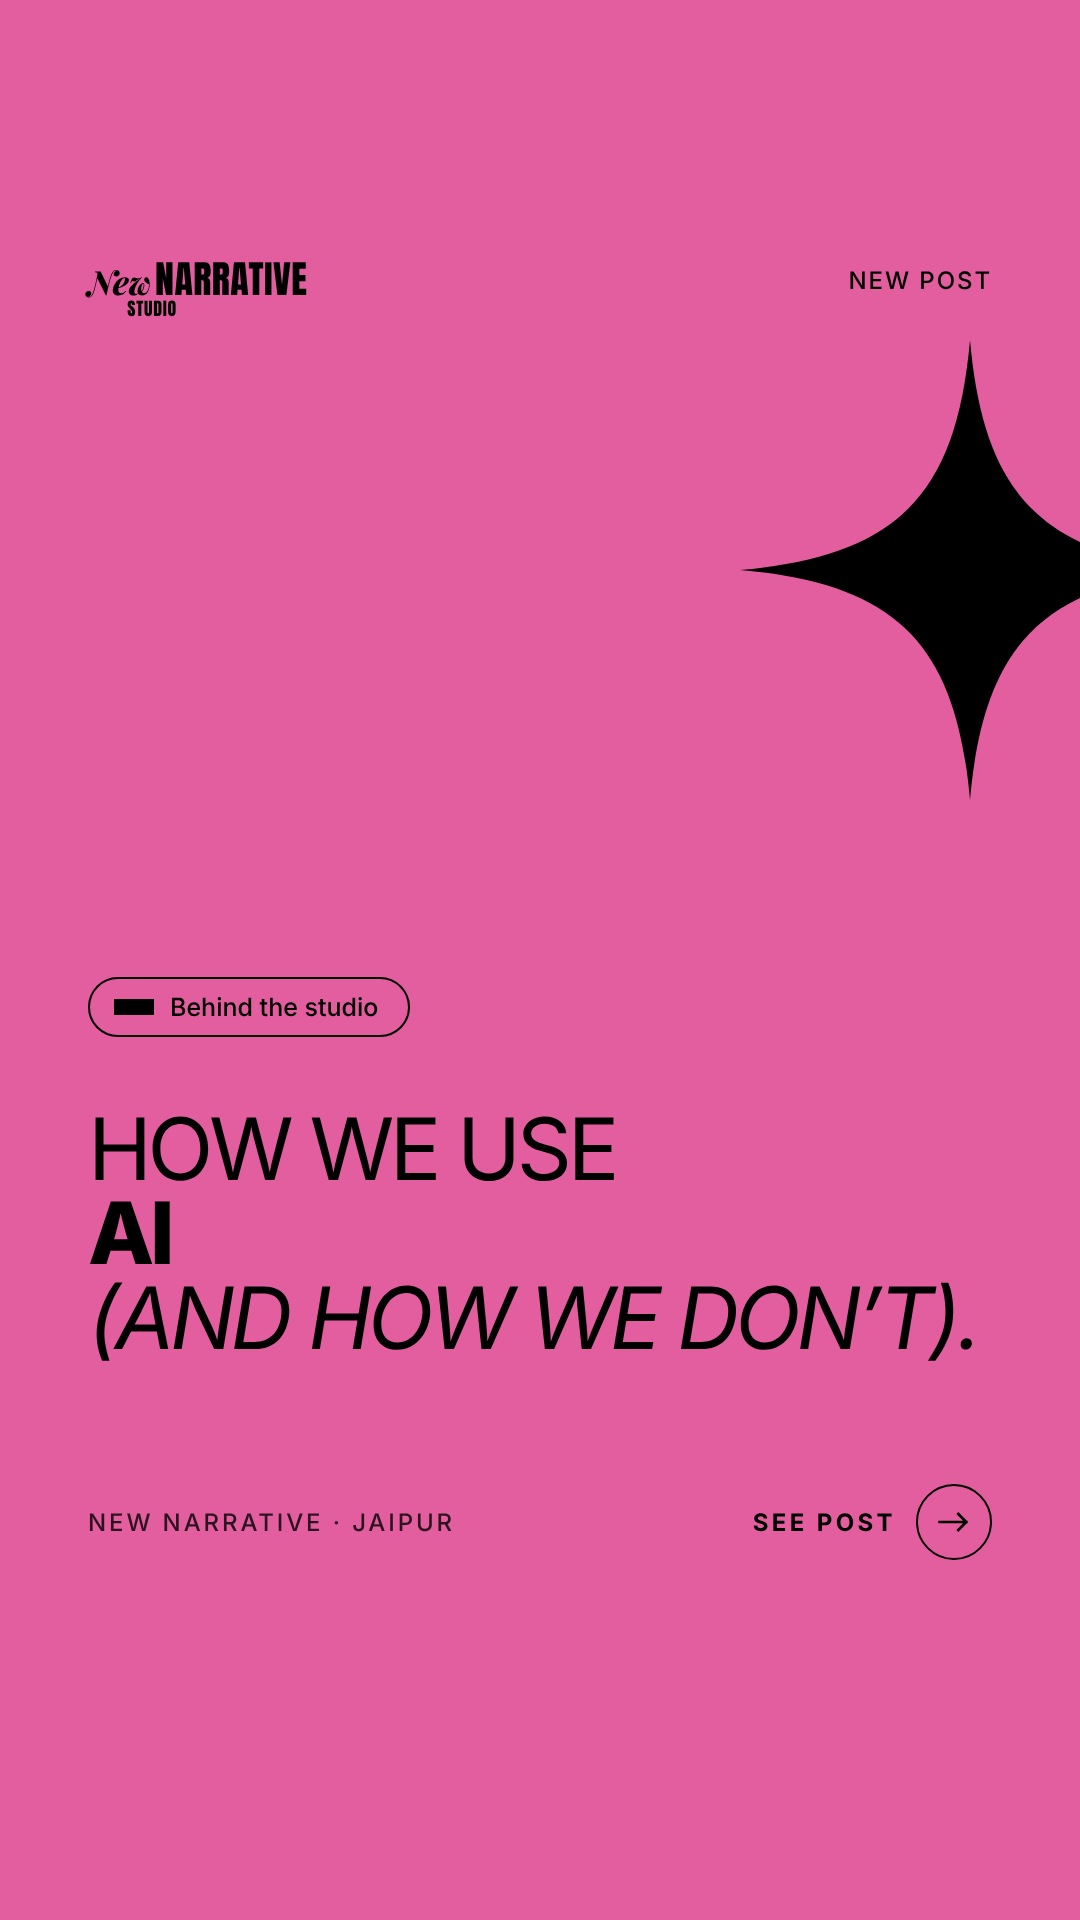 New NARRATIVE
STUDIO
NEW POST
Behind the studio
HOW WE USE
AI
(AND HOW WE DON’T).
NEW NARRATIVE · JAIPUR
SEE POST →